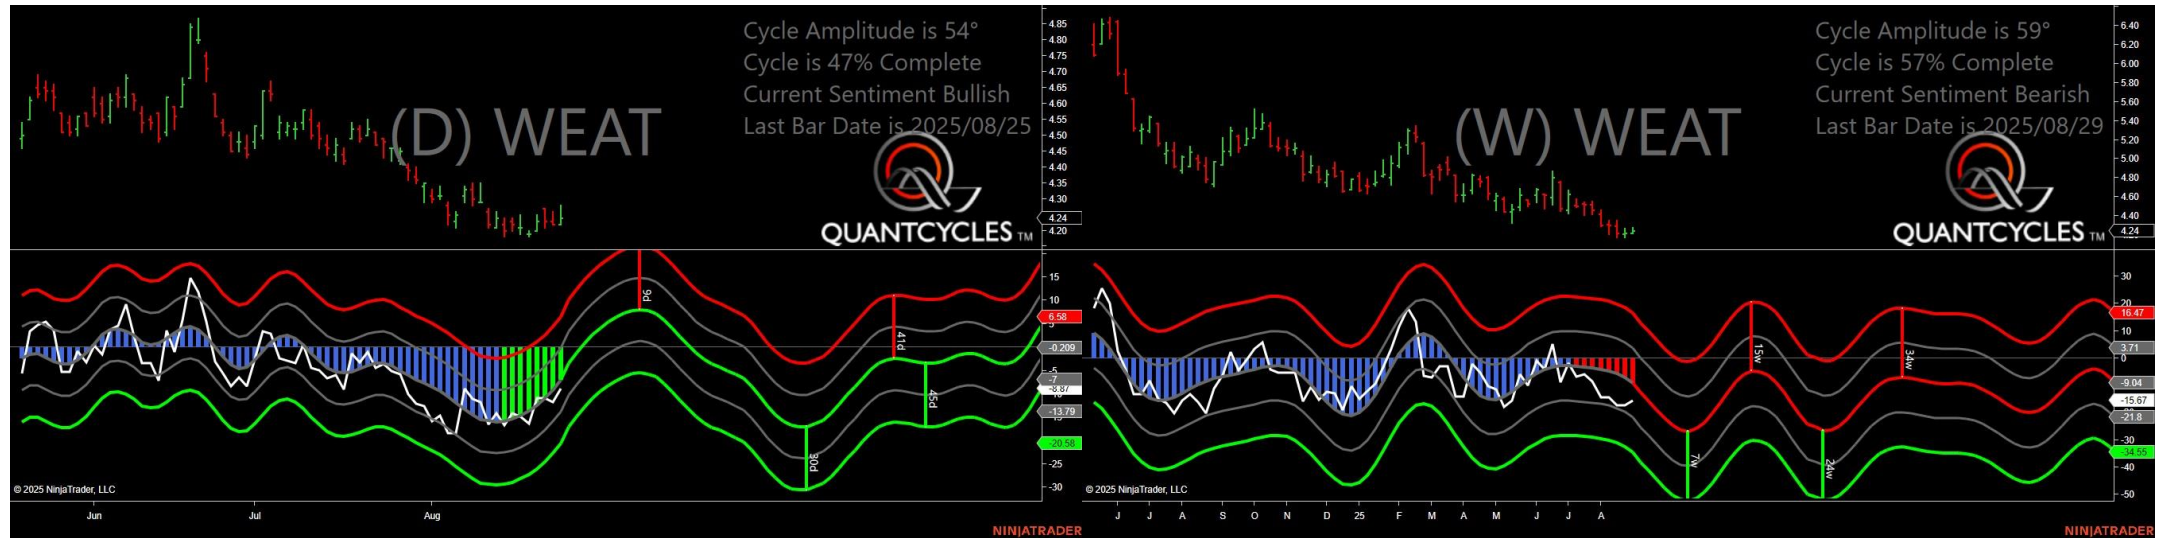 Cycle Amplitude is 54°
Cycle is 47% Complete
Current Sentiment Bullish
Last Bar Date is 2025/08/25
(D) WEAT
QUANTCYCLES TM
4.85
4.80
4.75
4.70
4.65
4.60
4.55
4.50
4.45
4.40
4.35
4.30
4.24
4.20
9d
41d
45d
30d
15
10
6.58
-0.209
-5
-7
-8.87
-13.79
-15
-20.58
-25
-30
© 2025 NinjaTrader, LLC
Jun
Jul
Aug
NINJATRADER
Cycle Amplitude is 59°
Cycle is 57% Complete
Current Sentiment Bearish
Last Bar Date is 2025/08/29
(W) WEAT
QUANTCYCLES TM
6.40
6.20
6.00
5.80
5.60
5.40
5.20
5.00
4.80
4.60
4.40
4.24
15w
34w
7w
24w
30
20
16.47
10
3.71
0
-9.04
-15.67
-21.8
-30
-34.55
-40
-50
© 2025 NinjaTrader, LLC
J
J
A
S
O
N
D
25
F
M
A
M
J
J
A
NINJATRADER